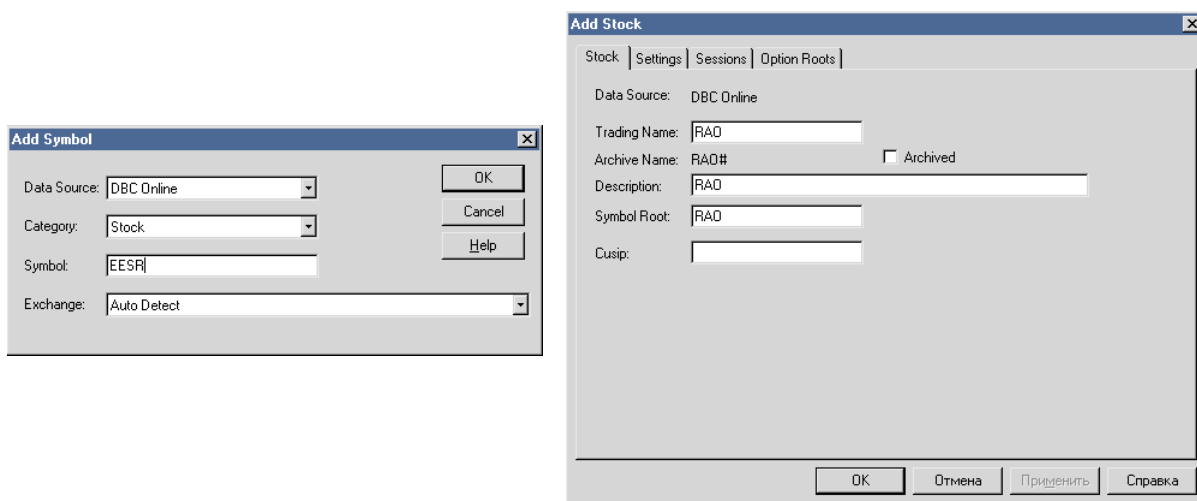 Add Symbol
Data Source: DBC Online
Category: Stock
Symbol: EESR
Exchange: Auto Detect
OK
Cancel
Help
Add Stock
Stock Settings Sessions Option Roots
Data Source: DBC Online
Trading Name: RAO
Archive Name: RAO# Archived
Description: RAO
Symbol Root: RAO
Cusip:
OK Отмена Применить Справка